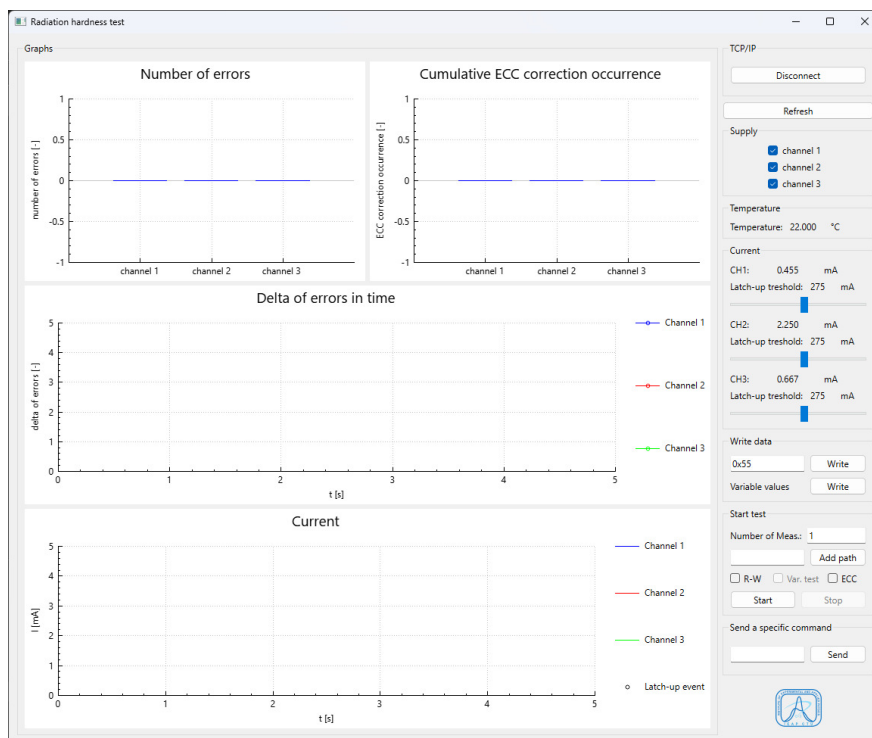 Radiation hardness test
Graphs
Number of errors
1
0.5
0
-0.5
-1
number of errors [-]
channel 1
channel 2
channel 3
Cumulative ECC correction occurrence
1
0.5
0
-0.5
-1
ECC correction occurrence [-]
channel 1
channel 2
channel 3
Delta of errors in time
5
4
3
2
1
0
delta of errors [-]
0
1
2
3
4
5
t [s]
Channel 1
Channel 2
Channel 3
Current
5
4
3
2
1
0
I [mA]
0
1
2
3
4
5
t [s]
Channel 1
Channel 2
Channel 3
Latch-up event
TCP/IP
Disconnect
Refresh
Supply
channel 1
channel 2
channel 3
Temperature
Temperature: 22.000 °C
Current
CH1: 0.455 mA
Latch-up treshold: 275 mA
CH2: 2.250 mA
Latch-up treshold: 275 mA
CH3: 0.667 mA
Latch-up treshold: 275 mA
Write data
0x55 Write
Variable values Write
Start test
Number of Meas.: 1
Add path
R-W Var. test ECC
Start Stop
Send a specific command
Send